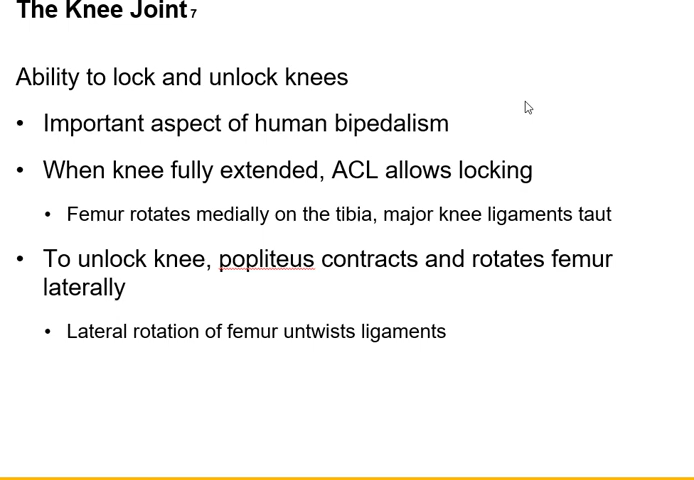 The Knee Joint 7
Ability to lock and unlock knees
• Important aspect of human bipedalism
• When knee fully extended, ACL allows locking
• Femur rotates medially on the tibia, major knee ligaments taut
• To unlock knee, popliteus contracts and rotates femur
laterally
• Lateral rotation of femur untwists ligaments